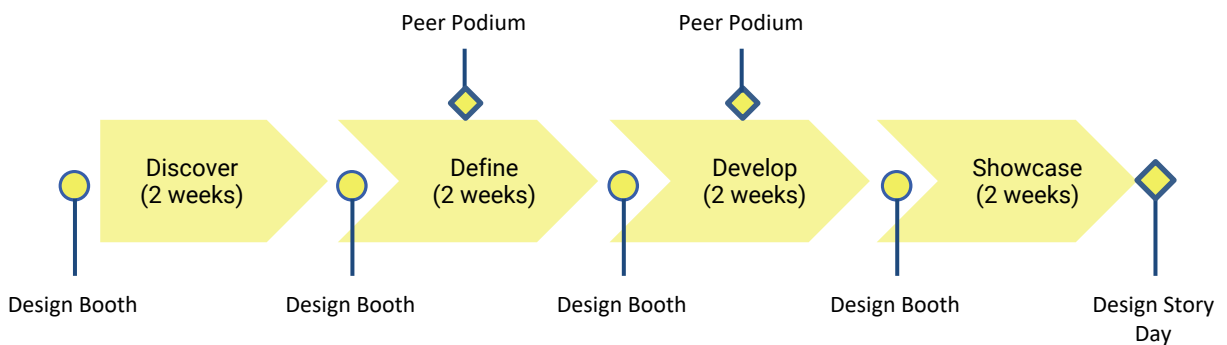 Peer Podium
Peer Podium
Discover
(2 weeks)
Define
(2 weeks)
Develop
(2 weeks)
Showcase
(2 weeks)
Design Booth
Design Booth
Design Booth
Design Booth
Design Story
Day